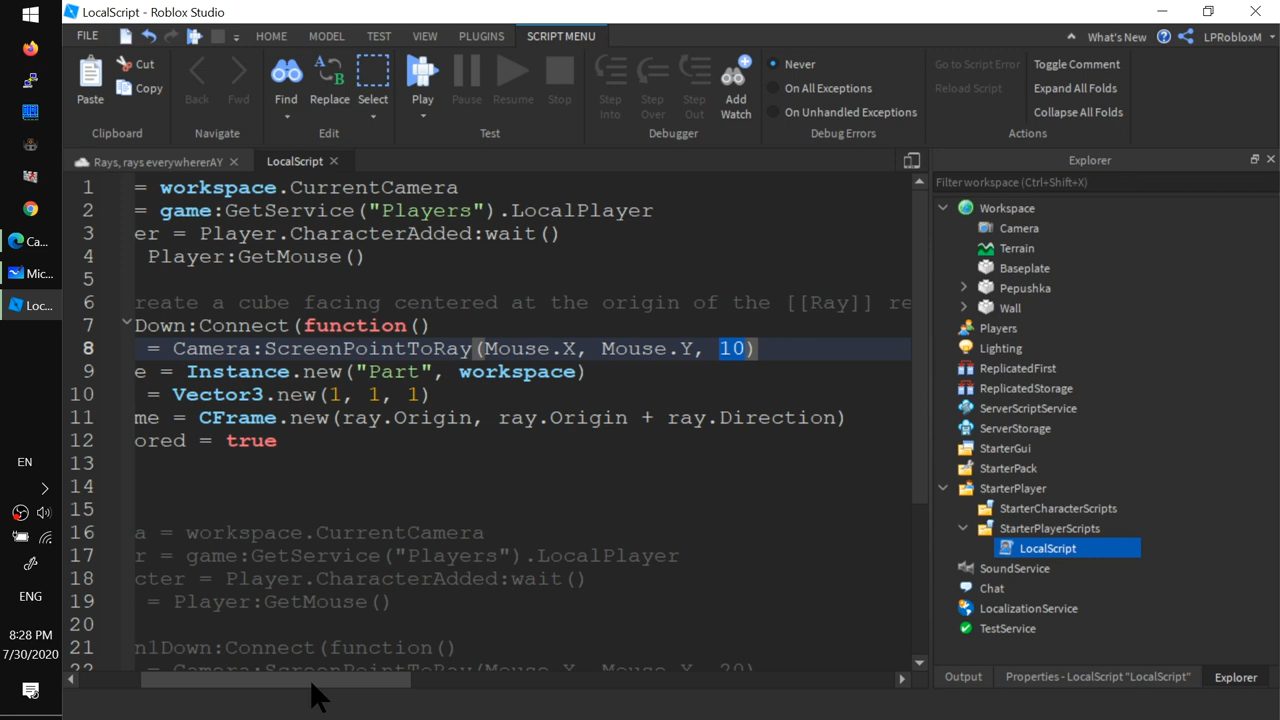 LocalScript - Roblox Studio
FILE
HOME
MODEL
TEST
VIEW
PLUGINS
SCRIPT MENU
What's New
LPRobloxM
Paste
Cut
Copy
Clipboard
Back
Fwd
Navigate
Find
Replace
Select
Edit
Play
Pause
Resume
Stop
Test
Step Into
Step Over
Step Out
Add Watch
Debugger
Never
On All Exceptions
On Unhandled Exceptions
Debug Errors
Go to Script Error
Reload Script
Toggle Comment
Expand All Folds
Collapse All Folds
Actions
Rays, rays everywhererAY
LocalScript
1 = workspace.CurrentCamera
2 = game:GetService("Players").LocalPlayer
3 er = Player.CharacterAdded:wait()
4 Player:GetMouse()
5
6 reate a cube facing centered at the origin of the [[Ray]] re
7 Down:Connect(function()
8 = Camera:ScreenPointToRay(Mouse.X, Mouse.Y, 10)
9 e = Instance.new("Part", workspace)
10 = Vector3.new(1, 1, 1)
11 me = CFrame.new(ray.Origin, ray.Origin + ray.Direction)
12 ored = true
13
14
15
16 a = workspace.CurrentCamera
17 r = game:GetService("Players").LocalPlayer
18 cter = Player.CharacterAdded:wait()
19 = Player:GetMouse()
20
21 n1Down:Connect(function()
22 = Camera:ScreenPointToRay(Mouse.X, Mouse.Y, 20)
Explorer
Filter workspace (Ctrl+Shift+X)
Workspace
Camera
Terrain
Baseplate
Pepushka
Wall
Players
Lighting
ReplicatedFirst
ReplicatedStorage
ServerScriptService
ServerStorage
StarterGui
StarterPack
StarterPlayer
StarterCharacterScripts
StarterPlayerScripts
LocalScript
SoundService
Chat
LocalizationService
TestService
Output
Properties - LocalScript "LocalScript"
Explorer
Ca...
Mic...
Loc...
EN
ENG
8:28 PM
7/30/2020